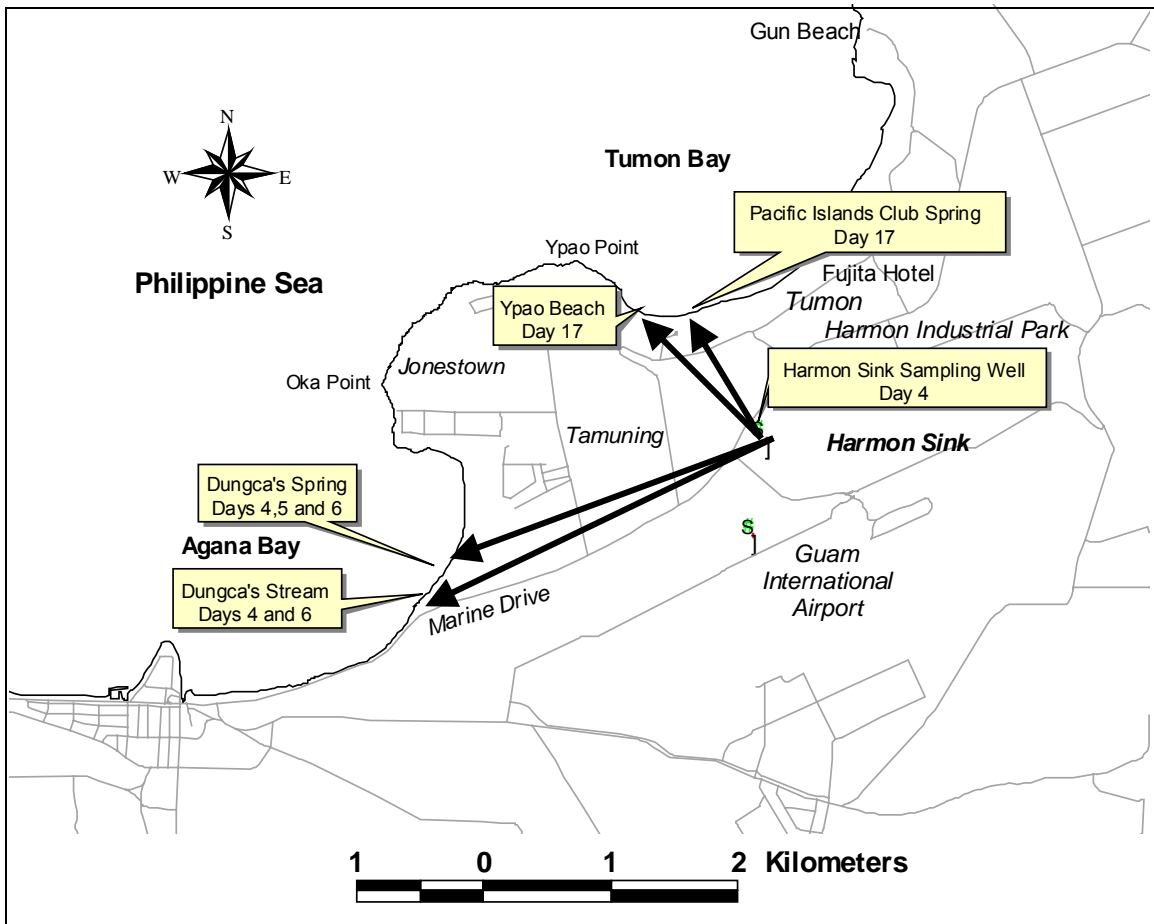 Gun Beach
N
W
E
S
Tumon Bay
Pacific Islands Club Spring
Day 17
Ypao Point
Philippine Sea
Fujita Hotel
Ypao Beach
Day 17
Tumon
Harmon Industrial Park
Jonestown
Harmon Sink Sampling Well
Day 4
Oka Point
S
Tamuning
Harmon Sink
Dungca's Spring
Days 4,5 and 6
S
Agana Bay
Guam
International
Airport
Dungca's Stream
Days 4 and 6
Marine Drive
1 0 1 2 Kilometers